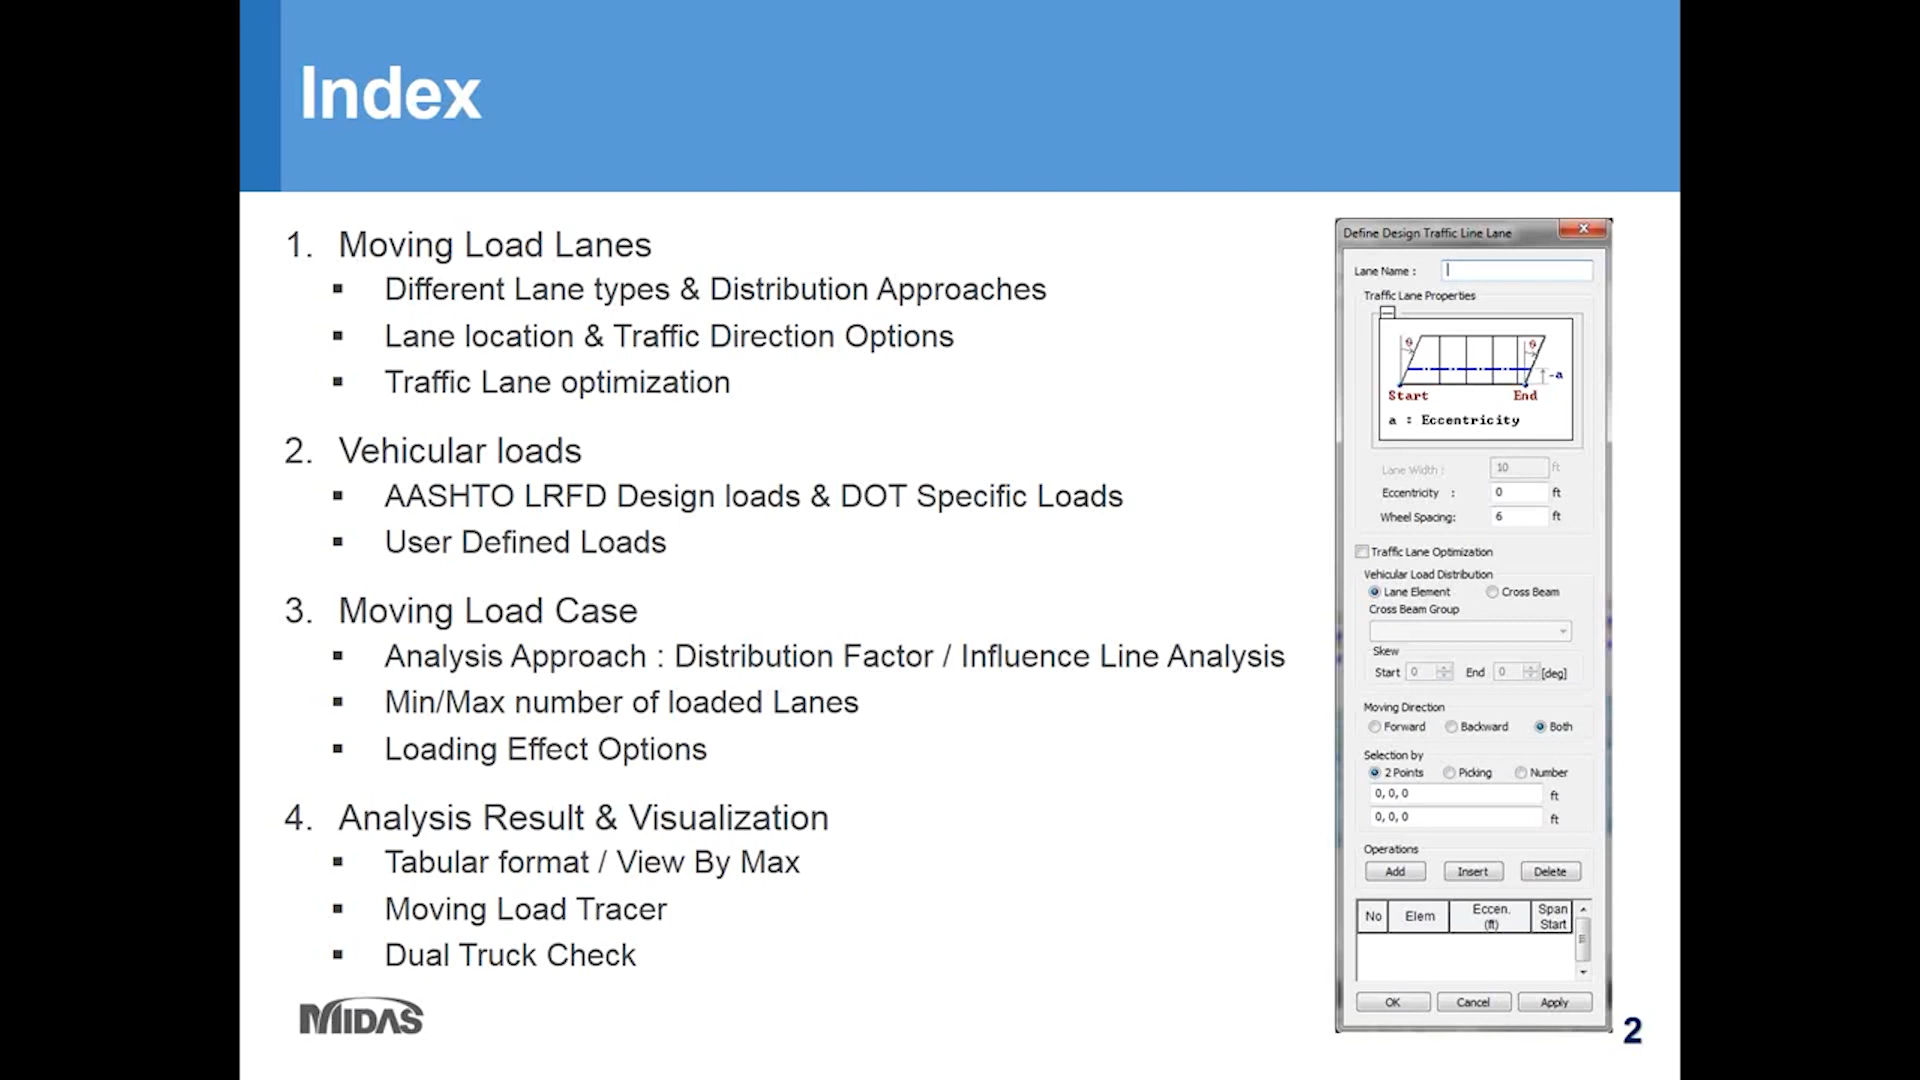 Index
1. Moving Load Lanes
▪ Different Lane types & Distribution Approaches
▪ Lane location & Traffic Direction Options
▪ Traffic Lane optimization
2. Vehicular loads
▪ AASHTO LRFD Design loads & DOT Specific Loads
▪ User Defined Loads
3. Moving Load Case
▪ Analysis Approach : Distribution Factor / Influence Line Analysis
▪ Min/Max number of loaded Lanes
▪ Loading Effect Options
4. Analysis Result & Visualization
▪ Tabular format / View By Max
▪ Moving Load Tracer
▪ Dual Truck Check
MIDAS
Define Design Traffic Line Lane
Lane Name :
Traffic Lane Properties
θ θ
-a
Start End
a : Eccentricity
Lane Width : 10 ft
Eccentricity : 0 ft
Wheel Spacing: 6 ft
Traffic Lane Optimization
Vehicular Load Distribution
Lane Element Cross Beam
Cross Beam Group
Skew
Start 0 End 0 [deg]
Moving Direction
Forward Backward Both
Selection by
2 Points Picking Number
0, 0, 0 ft
0, 0, 0 ft
Operations
Add Insert Delete
No Elem Eccen. (ft) Span Start
OK Cancel Apply
2